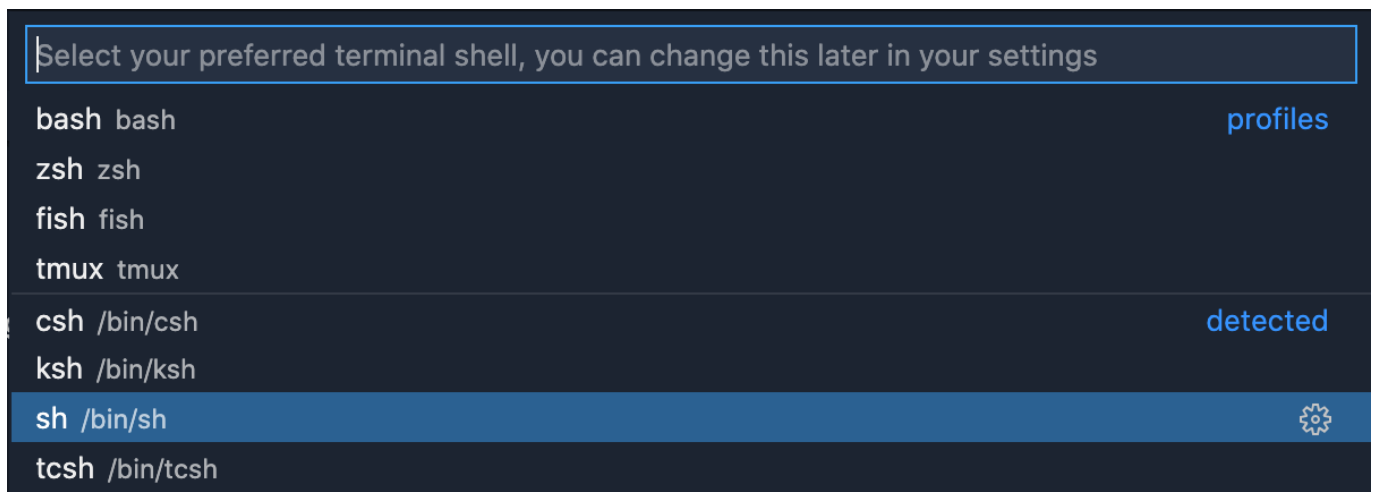 Select your preferred terminal shell, you can change this later in your settings
bash bash profiles
zsh zsh
fish fish
tmux tmux
csh /bin/csh detected
ksh /bin/ksh
sh /bin/sh
tcsh /bin/tcsh